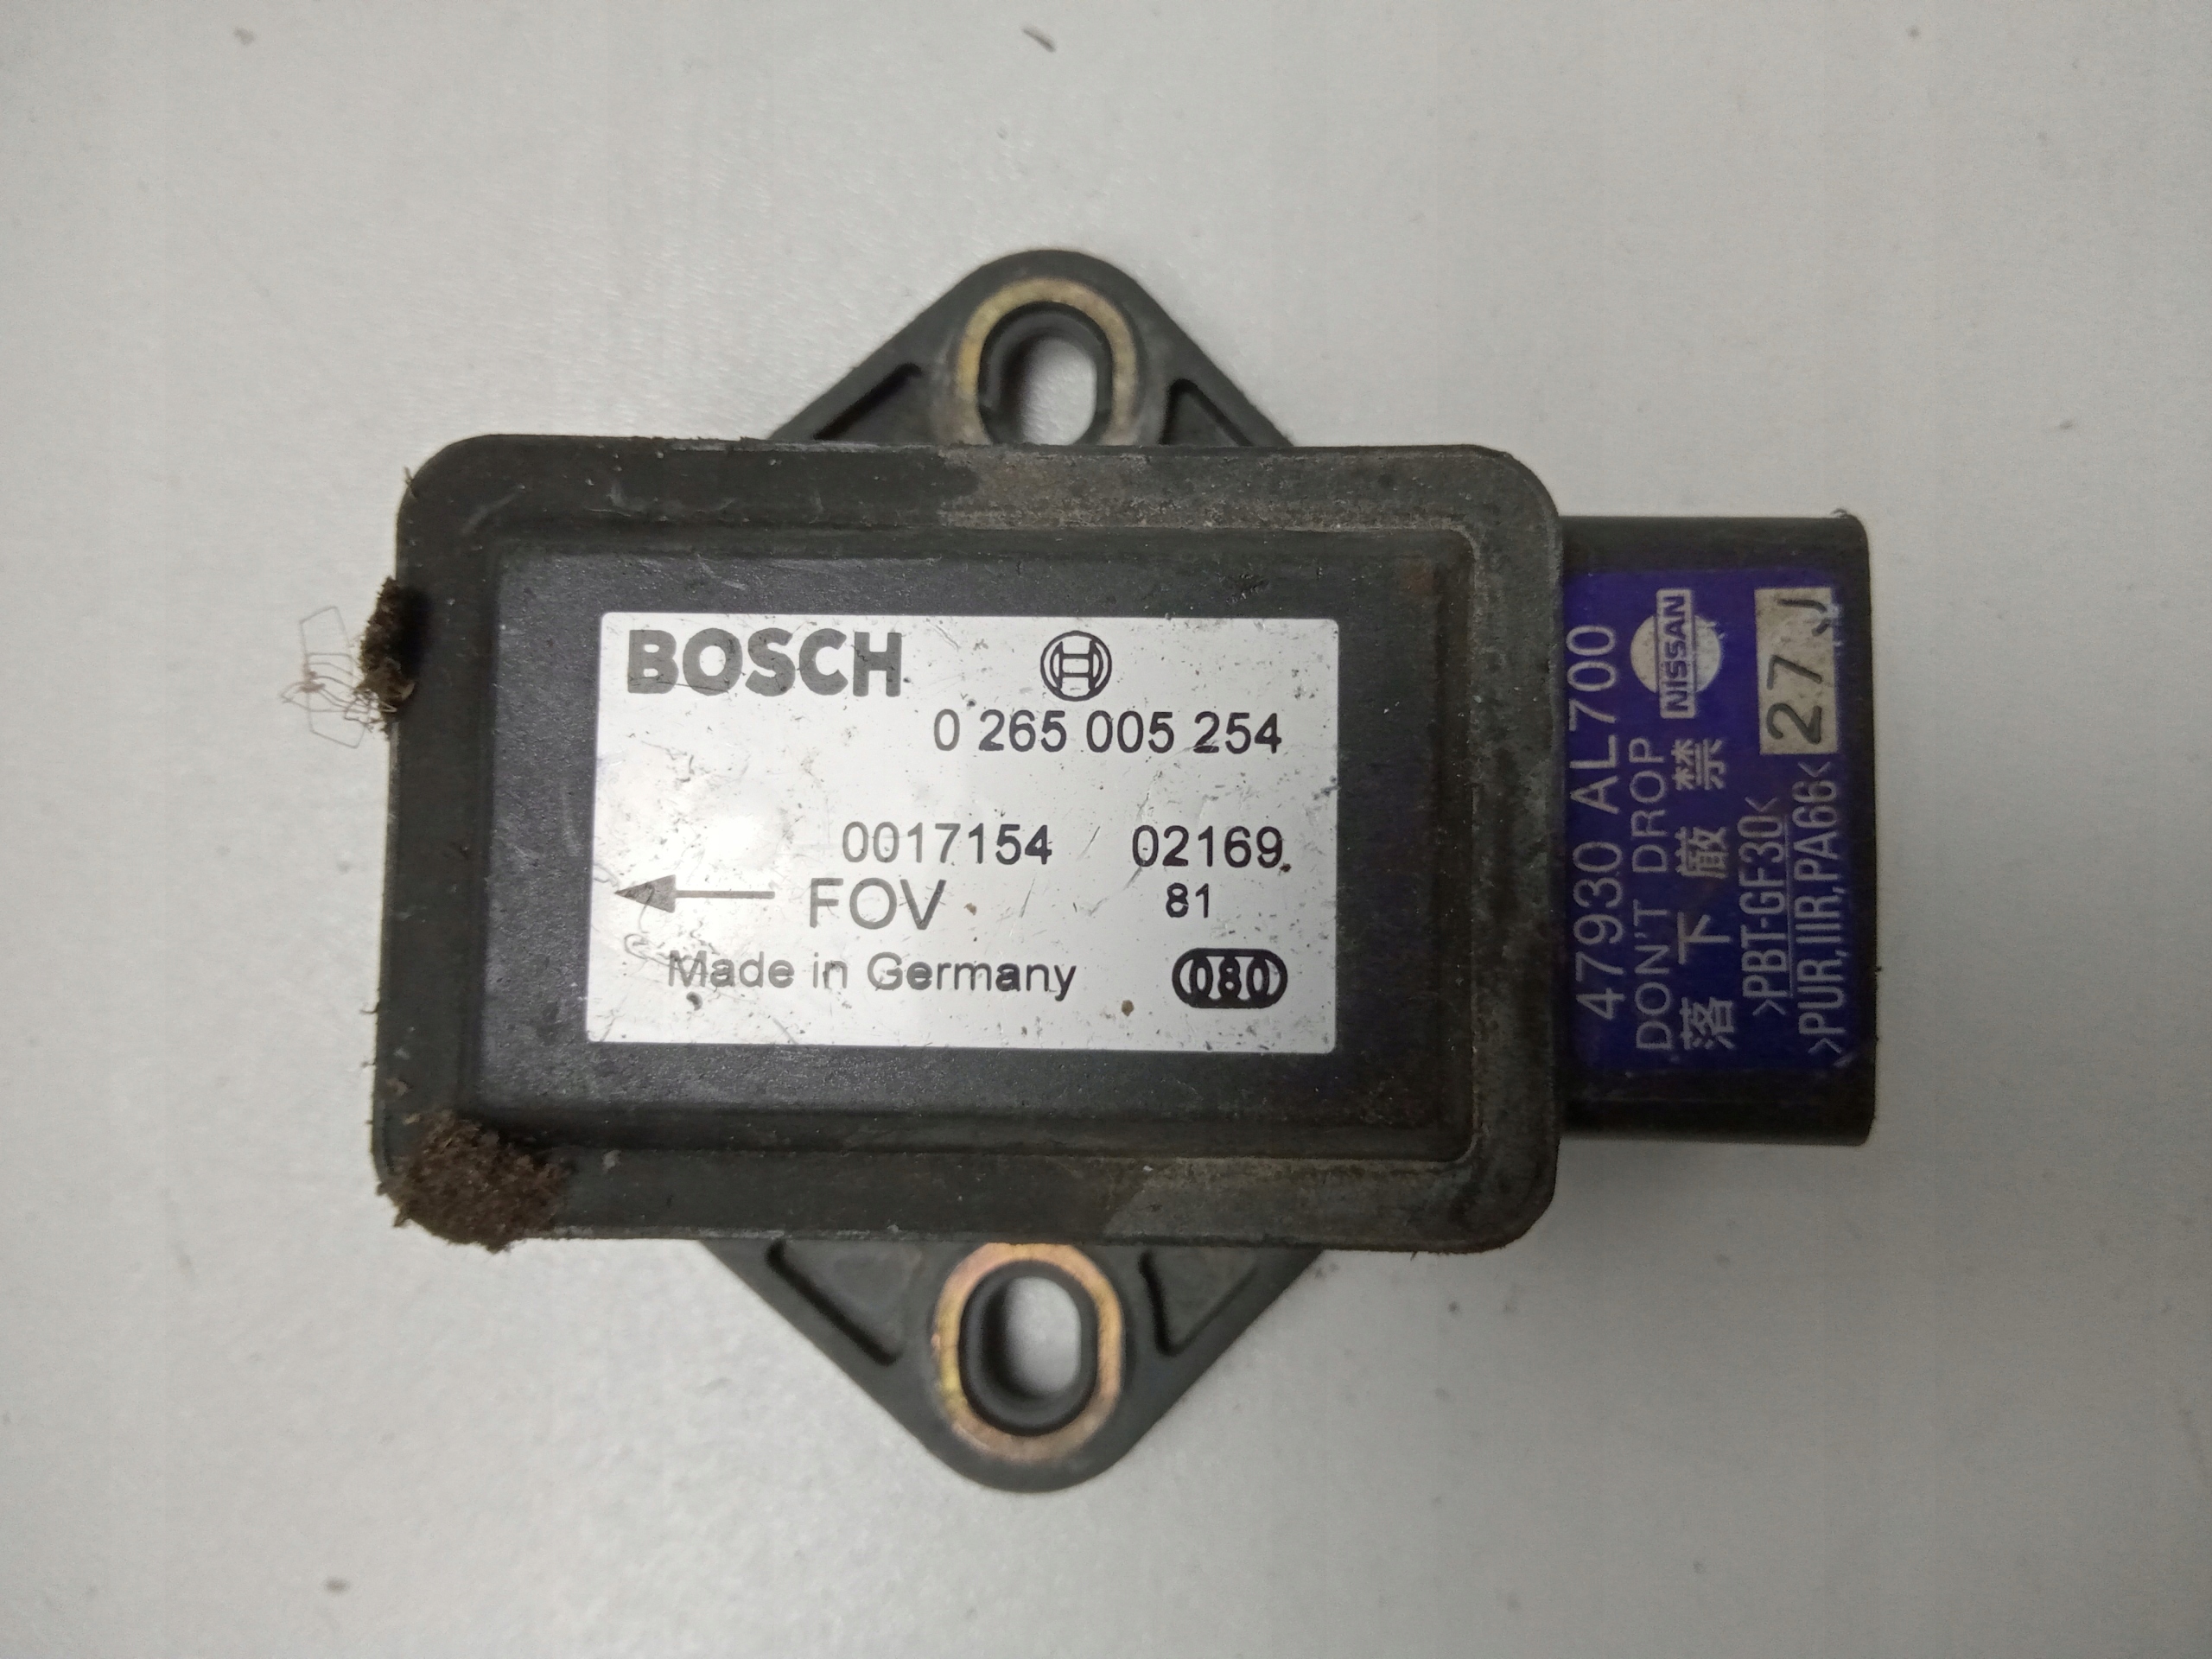 BOSCH
0 265 005 254
0017154 02169
FOV 81
Made in Germany 080
47930 AL700
DON'T DROP
落下厳禁
NISSAN
>PBT-GF30<
>PUR,IIR,PA66<
27J